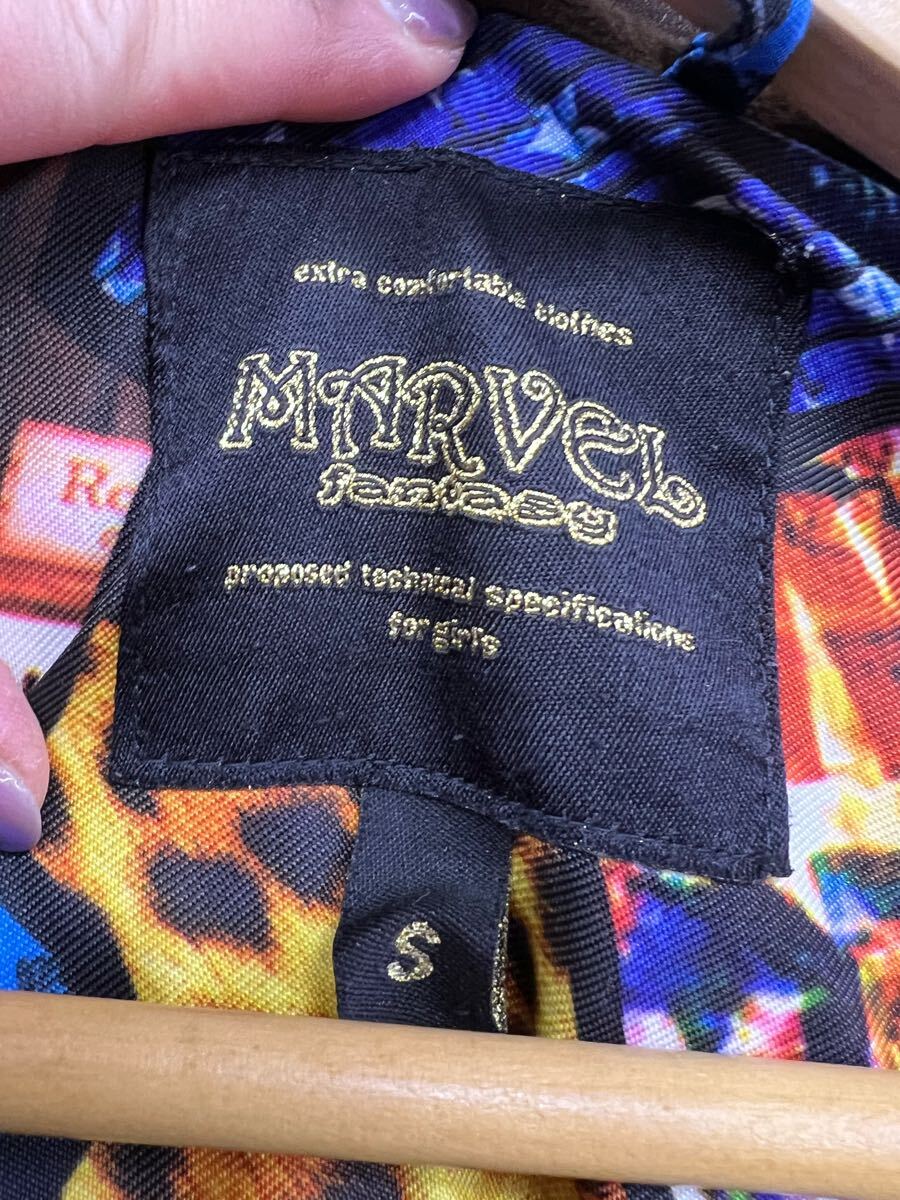 extra comfortable clothes
MARVEL
fantasy
proposed technical specifications
for girls
S